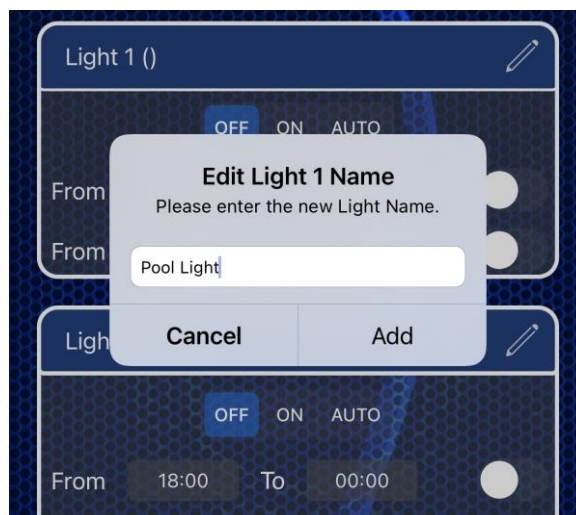 Light 1 ()
OFF ON AUTO
Edit Light 1 Name
Please enter the new Light Name.
From
From
Pool Light
Cancel Add
Ligh
OFF ON AUTO
From 18:00 To 00:00